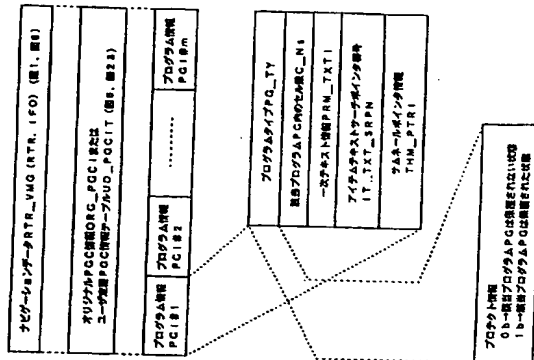 ナビゲーションデータRTR_VMG(RTR.IFO)(図1、図6)
オリジナルPGC情報ORG_PGCIまたは
ユーザ定義PGC情報テーブルUD_PGCIT(図6、図23)
プログラム情報
PGI#1
プログラム情報
PGI#2
………
プログラム情報
PGI#m
プログラムタイプPG_TY
該当プログラムPG内のセル数C_Ns
一次テキスト情報PRM_TXTI
アイテムテキストサーチポインタ番号
IT_TXT_SRPN
サムネールポインタ情報
THM_PTRI
プロテクト情報
0b→該当プログラムPGは保護されない状態
1b→該当プログラムPGは保護された状態